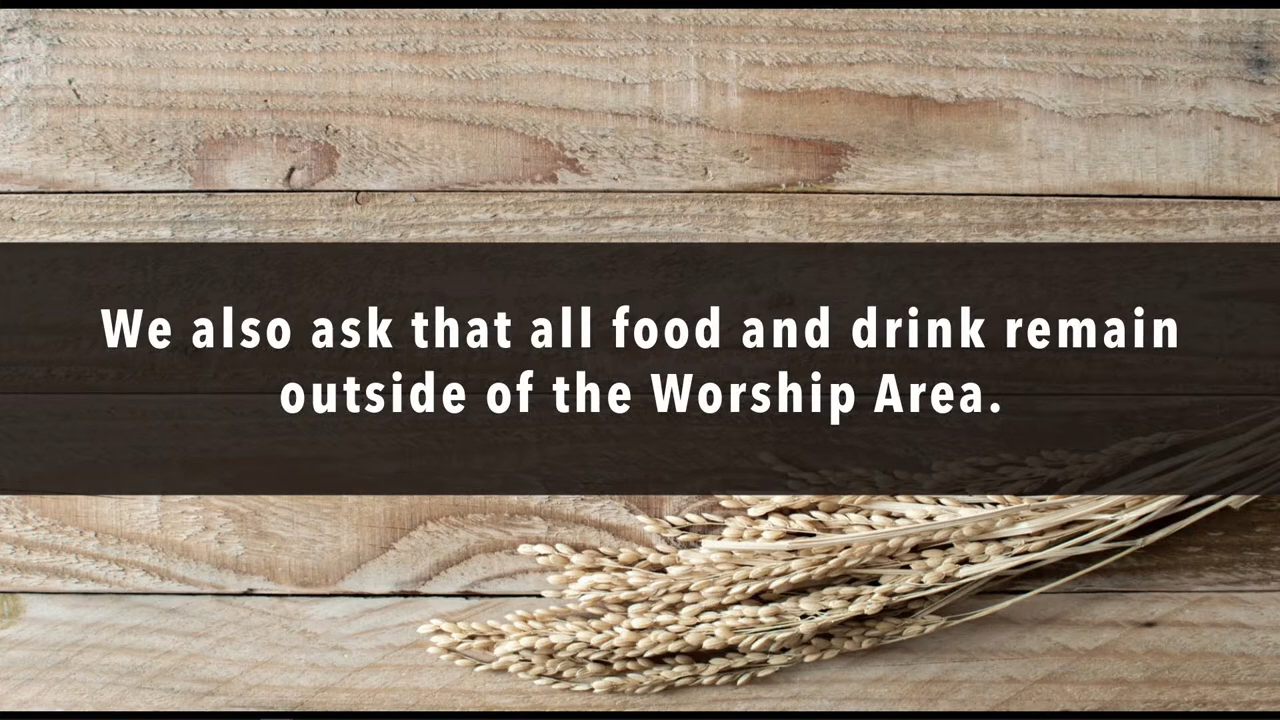 We also ask that all food and drink remain
outside of the Worship Area.